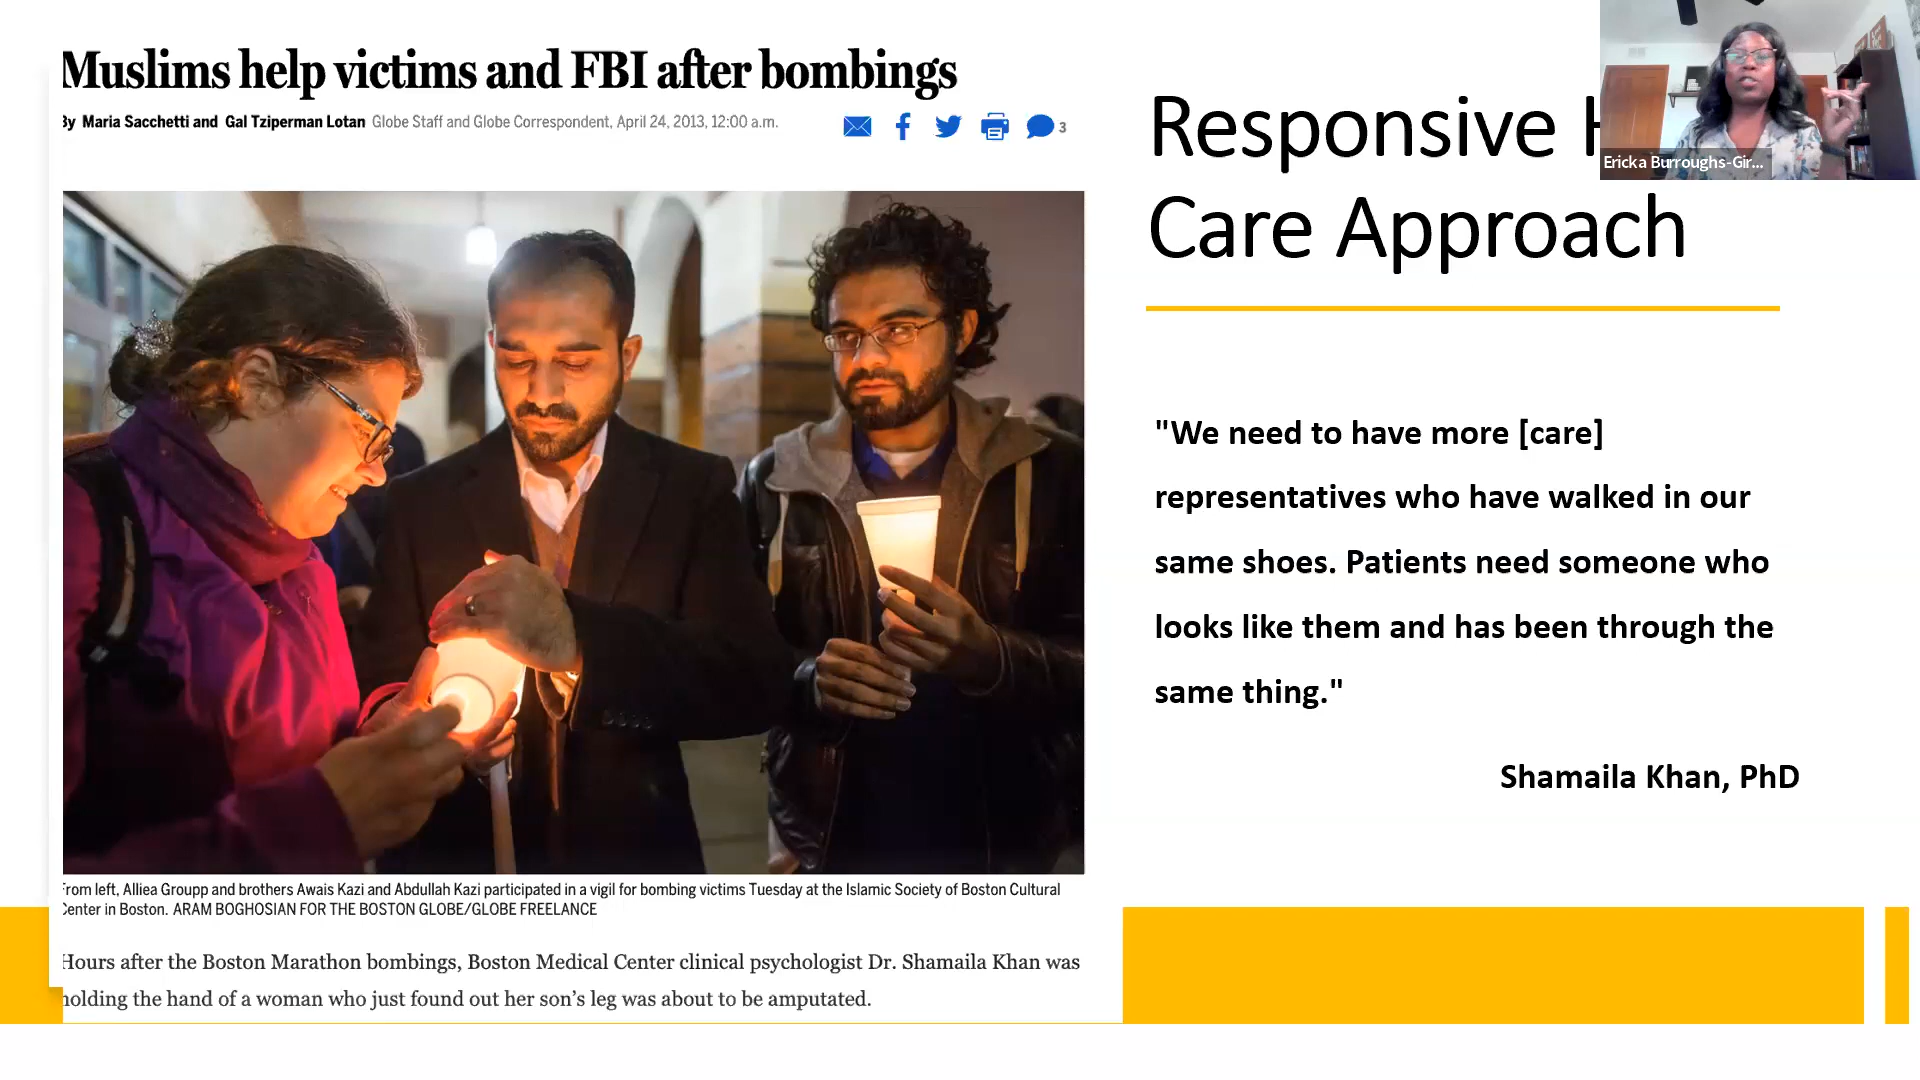 Muslims help victims and FBI after bombings
By Maria Sacchetti and Gal Tziperman Lotan Globe Staff and Globe Correspondent, April 24, 2013, 12:00 a.m.
3
From left, Alliea Groupp and brothers Awais Kazi and Abdullah Kazi participated in a vigil for bombing victims Tuesday at the Islamic Society of Boston Cultural
Center in Boston. ARAM BOGHOSIAN FOR THE BOSTON GLOBE/GLOBE FREELANCE
Hours after the Boston Marathon bombings, Boston Medical Center clinical psychologist Dr. Shamaila Khan was
holding the hand of a woman who just found out her son’s leg was about to be amputated.
Responsive
Care Approach
"We need to have more [care]
representatives who have walked in our
same shoes. Patients need someone who
looks like them and has been through the
same thing."
Shamaila Khan, PhD
Ericka Burroughs-Gir...